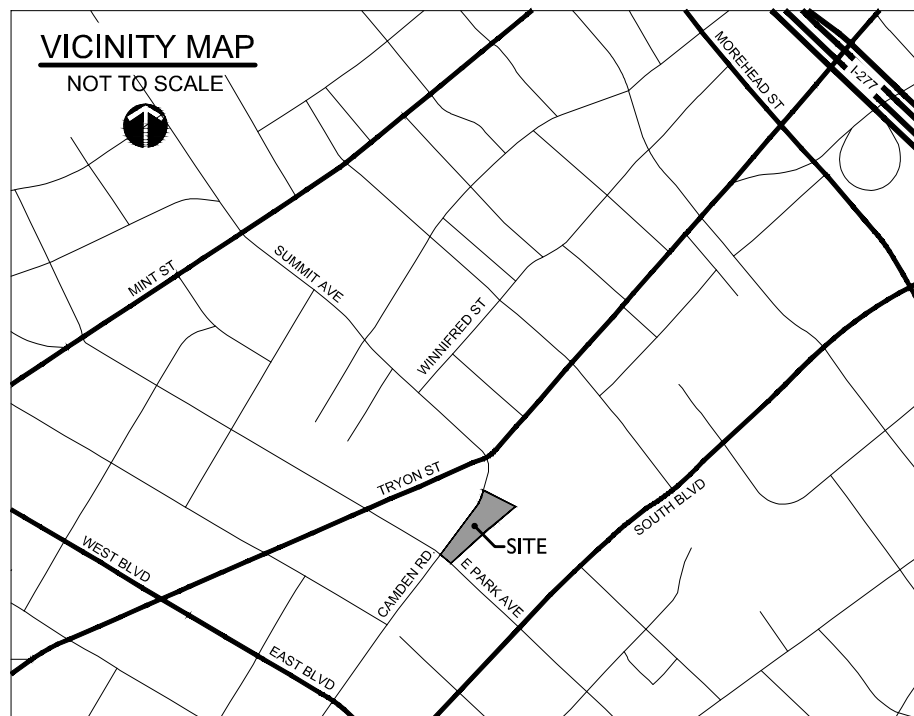 VICINITY MAP
NOT TO SCALE
MOREHEAD ST
I-277
MINT ST
SUMMIT AVE
WINNIFRED ST
TRYON ST
SOUTH BLVD
WEST BLVD
SITE
CAMDEN RD.
E PARK AVE
EAST BLVD